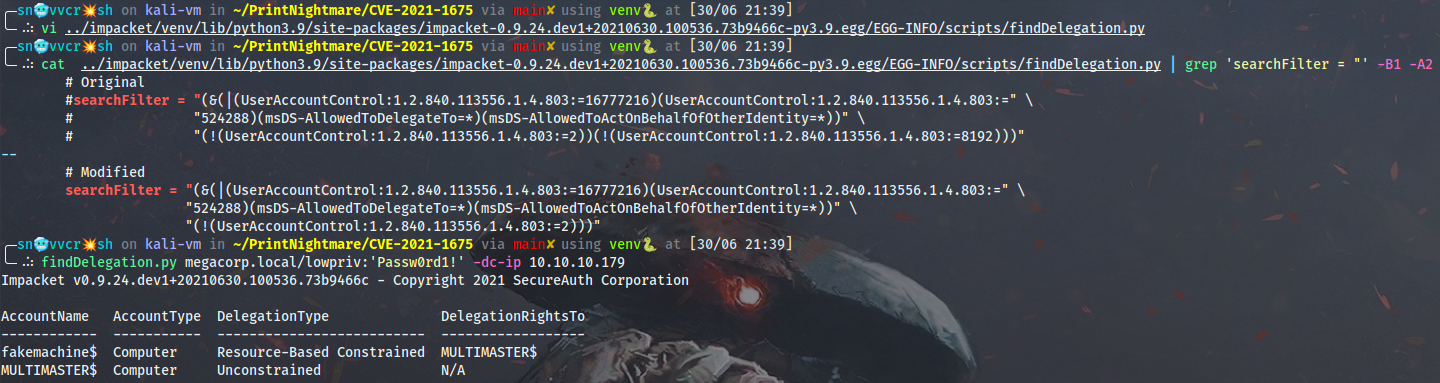 sn🥶vvcr💥sh on kali-vm in ~/PrintNightmare/CVE-2021-1675 via main✘ using venv🐍 at [30/06 21:39]
vi ../impacket/venv/lib/python3.9/site-packages/impacket-0.9.24.dev1+20210630.100536.73b9466c-py3.9.egg/EGG-INFO/scripts/findDelegation.py
sn🥶vvcr💥sh on kali-vm in ~/PrintNightmare/CVE-2021-1675 via main✘ using venv🐍 at [30/06 21:39]
cat ../impacket/venv/lib/python3.9/site-packages/impacket-0.9.24.dev1+20210630.100536.73b9466c-py3.9.egg/EGG-INFO/scripts/findDelegation.py | grep 'searchFilter = "' -B1 -A2
# Original
#searchFilter = "(&(|(UserAccountControl:1.2.840.113556.1.4.803:=16777216)(UserAccountControl:1.2.840.113556.1.4.803:=" \
# "524288)(msDS-AllowedToDelegateTo=*)(msDS-AllowedToActOnBehalfOfOtherIdentity=*))" \
# "(!(UserAccountControl:1.2.840.113556.1.4.803:=2))(!(UserAccountControl:1.2.840.113556.1.4.803:=8192)))"
--
# Modified
searchFilter = "(&(|(UserAccountControl:1.2.840.113556.1.4.803:=16777216)(UserAccountControl:1.2.840.113556.1.4.803:=" \
"524288)(msDS-AllowedToDelegateTo=*)(msDS-AllowedToActOnBehalfOfOtherIdentity=*))" \
"(!(UserAccountControl:1.2.840.113556.1.4.803:=2)))"
sn🥶vvcr💥sh on kali-vm in ~/PrintNightmare/CVE-2021-1675 via main✘ using venv🐍 at [30/06 21:39]
findDelegation.py megacorp.local/lowpriv:'Passw0rd1!' -dc-ip 10.10.10.179
Impacket v0.9.24.dev1+20210630.100536.73b9466c - Copyright 2021 SecureAuth Corporation
AccountName AccountType DelegationType DelegationRightsTo
------------ ----------- -------------------------- ------------------
fakemachine$ Computer Resource-Based Constrained MULTIMASTER$
MULTIMASTER$ Computer Unconstrained N/A